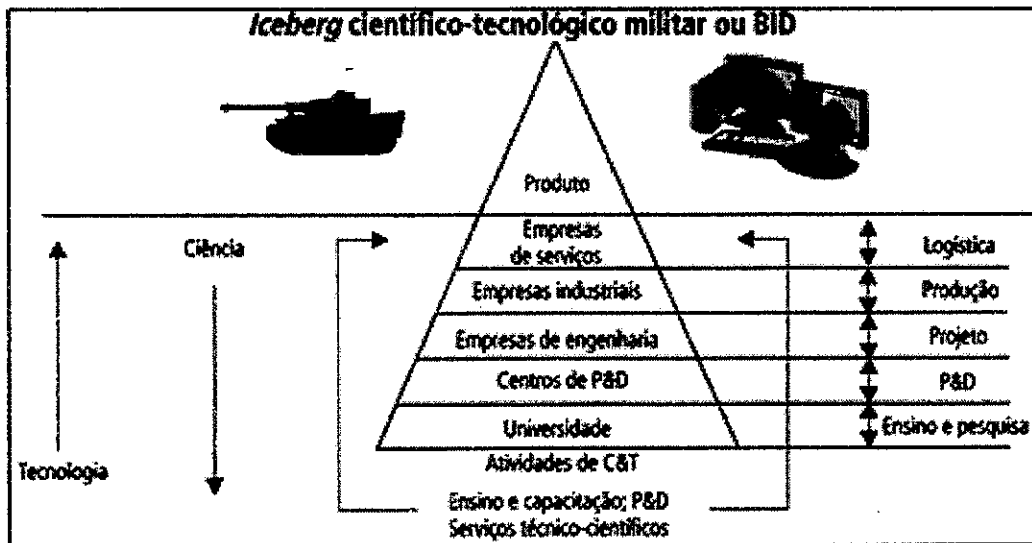 Iceberg científico-tecnológico militar ou BID
Produto
Empresas
de serviços
Logística
Ciência
Empresas industriais
Produção
Empresas de engenharia
Projeto
Centros de P&D
P&D
Universidade
Ensino e pesquisa
Tecnologia
Atividades de C&T
Ensino e capacitação; P&D
Serviços técnico-científicos